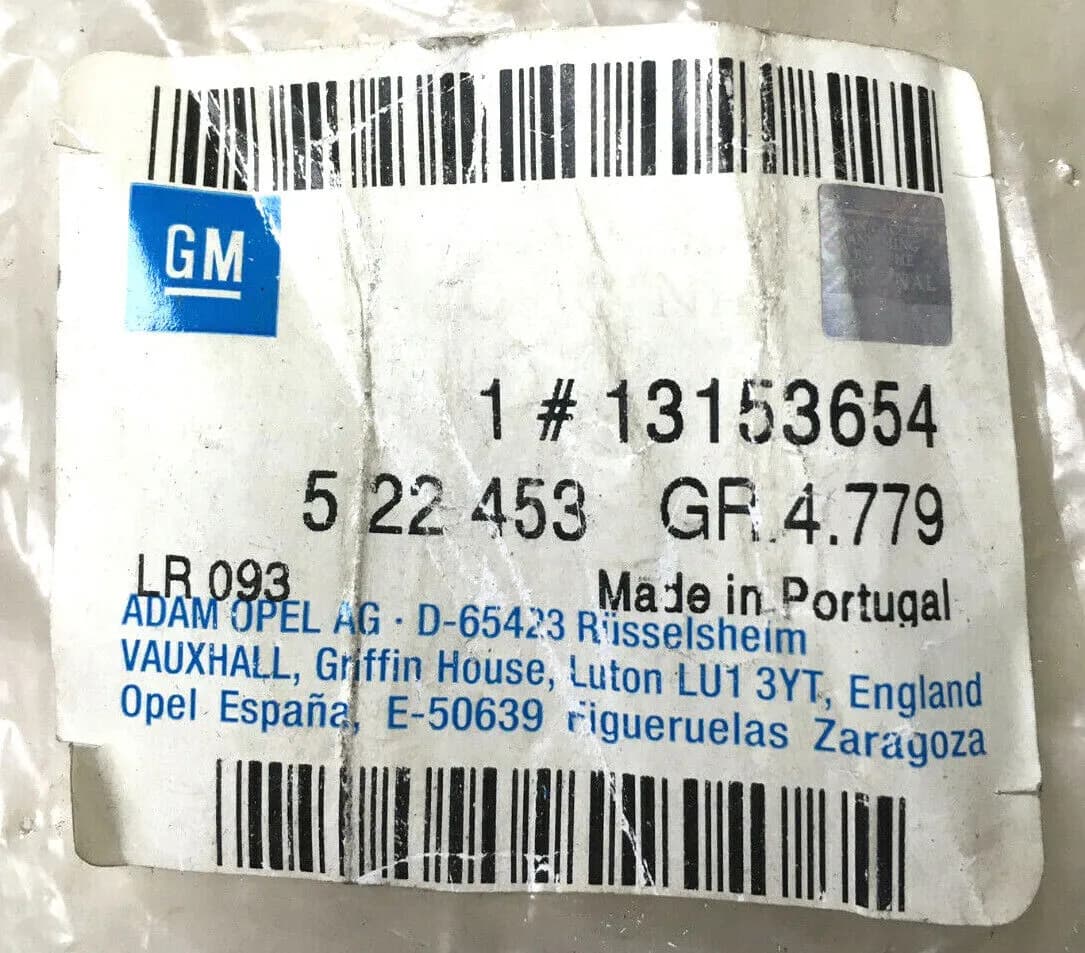 GM
1 # 13153654
5 22 453 GR.4.779
LR 093
Made in Portugal
ADAM OPEL AG · D-65423 Rüsselsheim
VAUXHALL, Griffin House, Luton LU1 3YT, England
Opel España, E-50639 Figueruelas Zaragoza